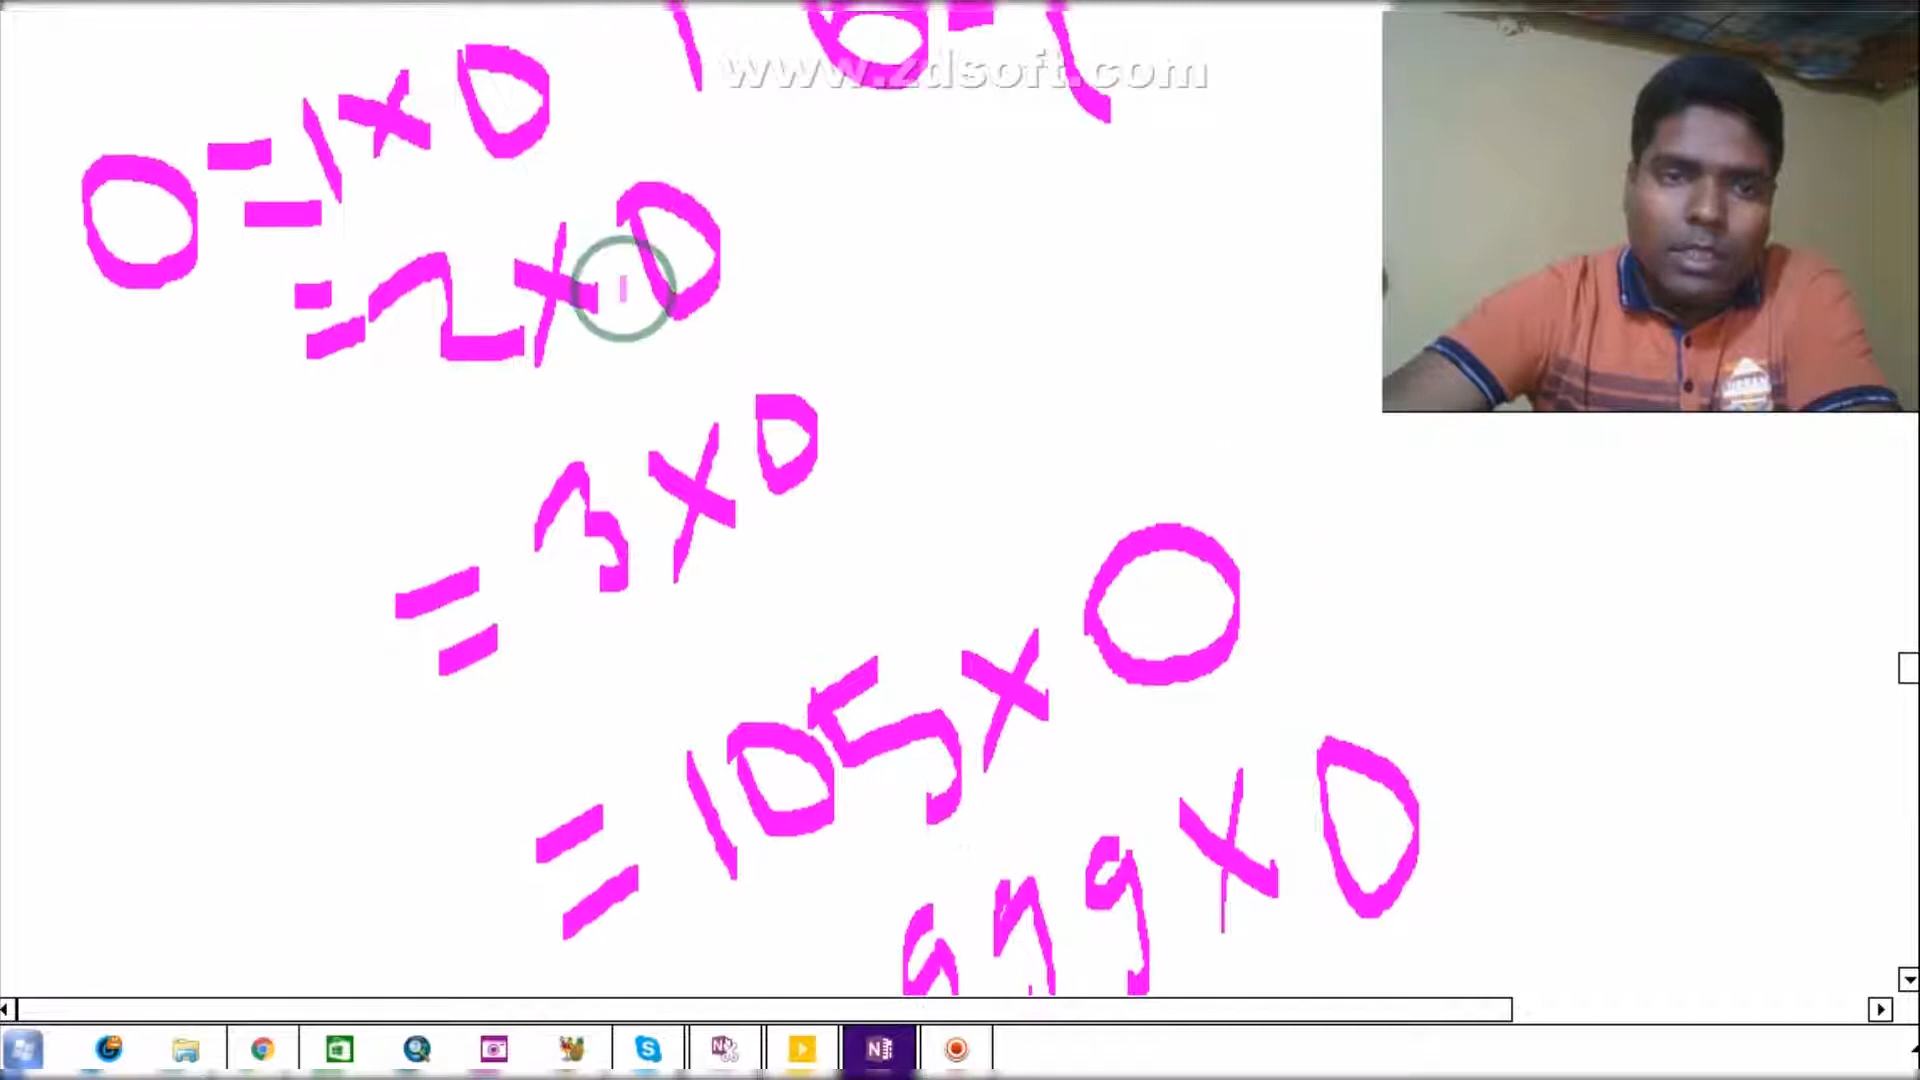 www.zdsoft.com
0 = 1 x 0
= 2 x 0
= 3 x 0
= 105 x 0
999 x 0